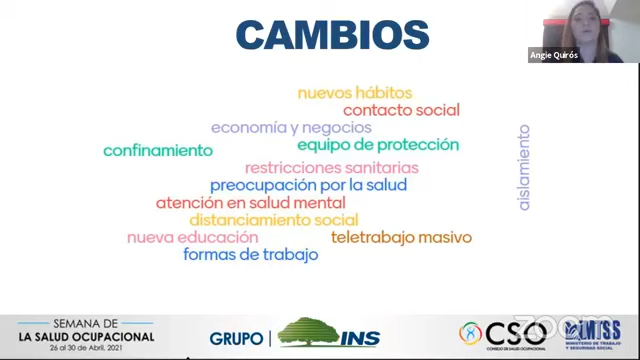 CAMBIOS
Angie Quirós
nuevos hábitos
contacto social
economía y negocios
equipo de protección
confinamiento
aislamiento
restricciones sanitarias
preocupación por la salud
atención en salud mental
distanciamiento social
nueva educación
teletrabajo masivo
formas de trabajo
SEMANA DE
LA SALUD OCUPACIONAL
26 al 30 de Abril, 2021
GRUPO INS
CSO
CONSEJO DE SALUD OCUPACIONAL
MTSS
MINISTERIO DE TRABAJO
Y SEGURIDAD SOCIAL
zoom